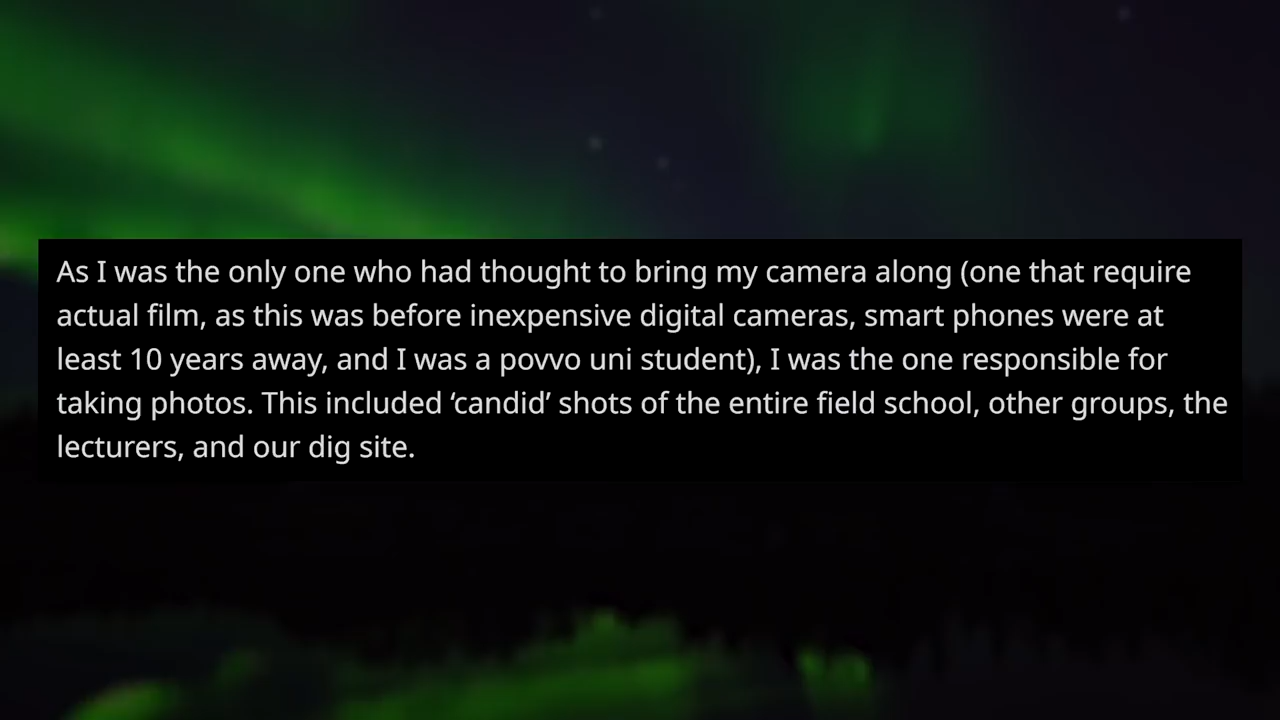 As I was the only one who had thought to bring my camera along (one that require
actual film, as this was before inexpensive digital cameras, smart phones were at
least 10 years away, and I was a povvo uni student), I was the one responsible for
taking photos. This included ‘candid’ shots of the entire field school, other groups, the
lecturers, and our dig site.